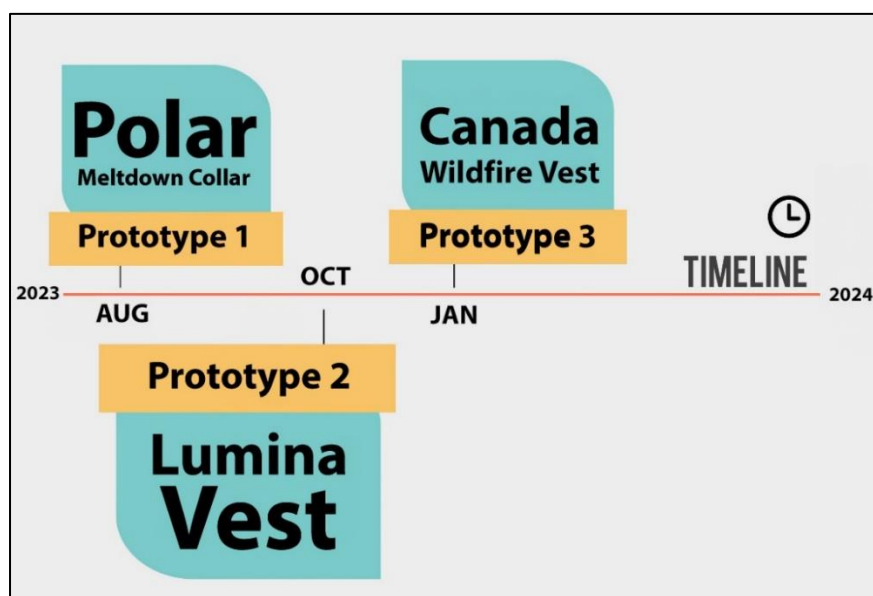 Polar
Meltdown Collar
Prototype 1
Canada
Wildfire Vest
Prototype 3
TIMELINE
2023
OCT
2024
AUG
JAN
Prototype 2
Lumina
Vest